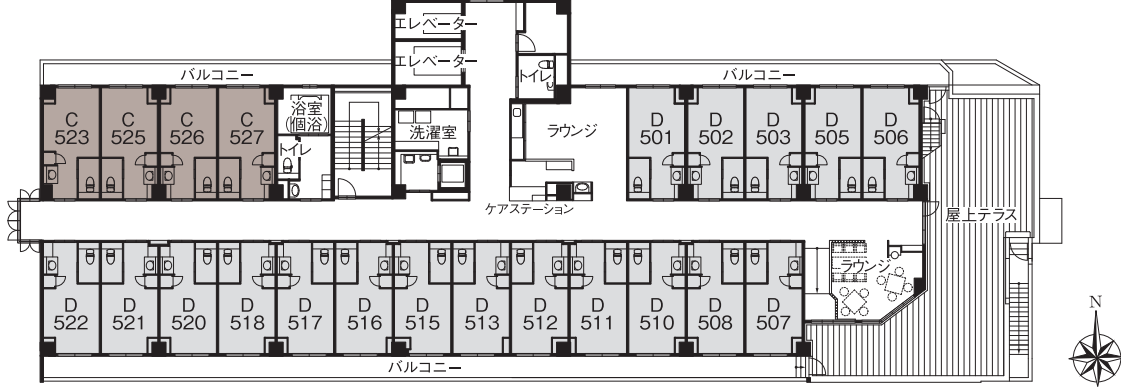 エレベーター
エレベーター
トイレ
バルコニー
バルコニー
C
523
C
525
C
526
C
527
浴室
(個浴)
トイレ
洗濯室
ラウンジ
D
501
D
502
D
503
D
505
D
506
ケアステーション
屋上テラス
ラウンジ
D
522
D
521
D
520
D
518
D
517
D
516
D
515
D
513
D
512
D
511
D
510
D
508
D
507
バルコニー
N